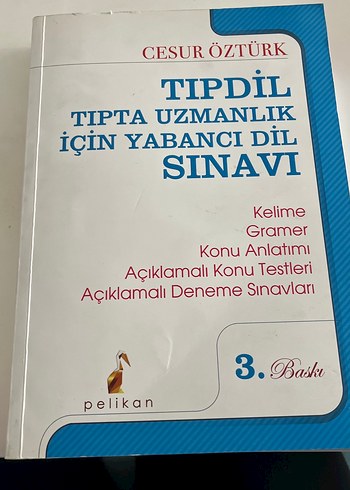 CESUR ÖZTÜRK
TIPDİL
TIPTA UZMANLIK
İÇİN YABANCI DİL
SINAVI
Kelime
Gramer
Konu Anlatımı
Açıklamalı Konu Testleri
Açıklamalı Deneme Sınavları
3. Baskı
pelikan